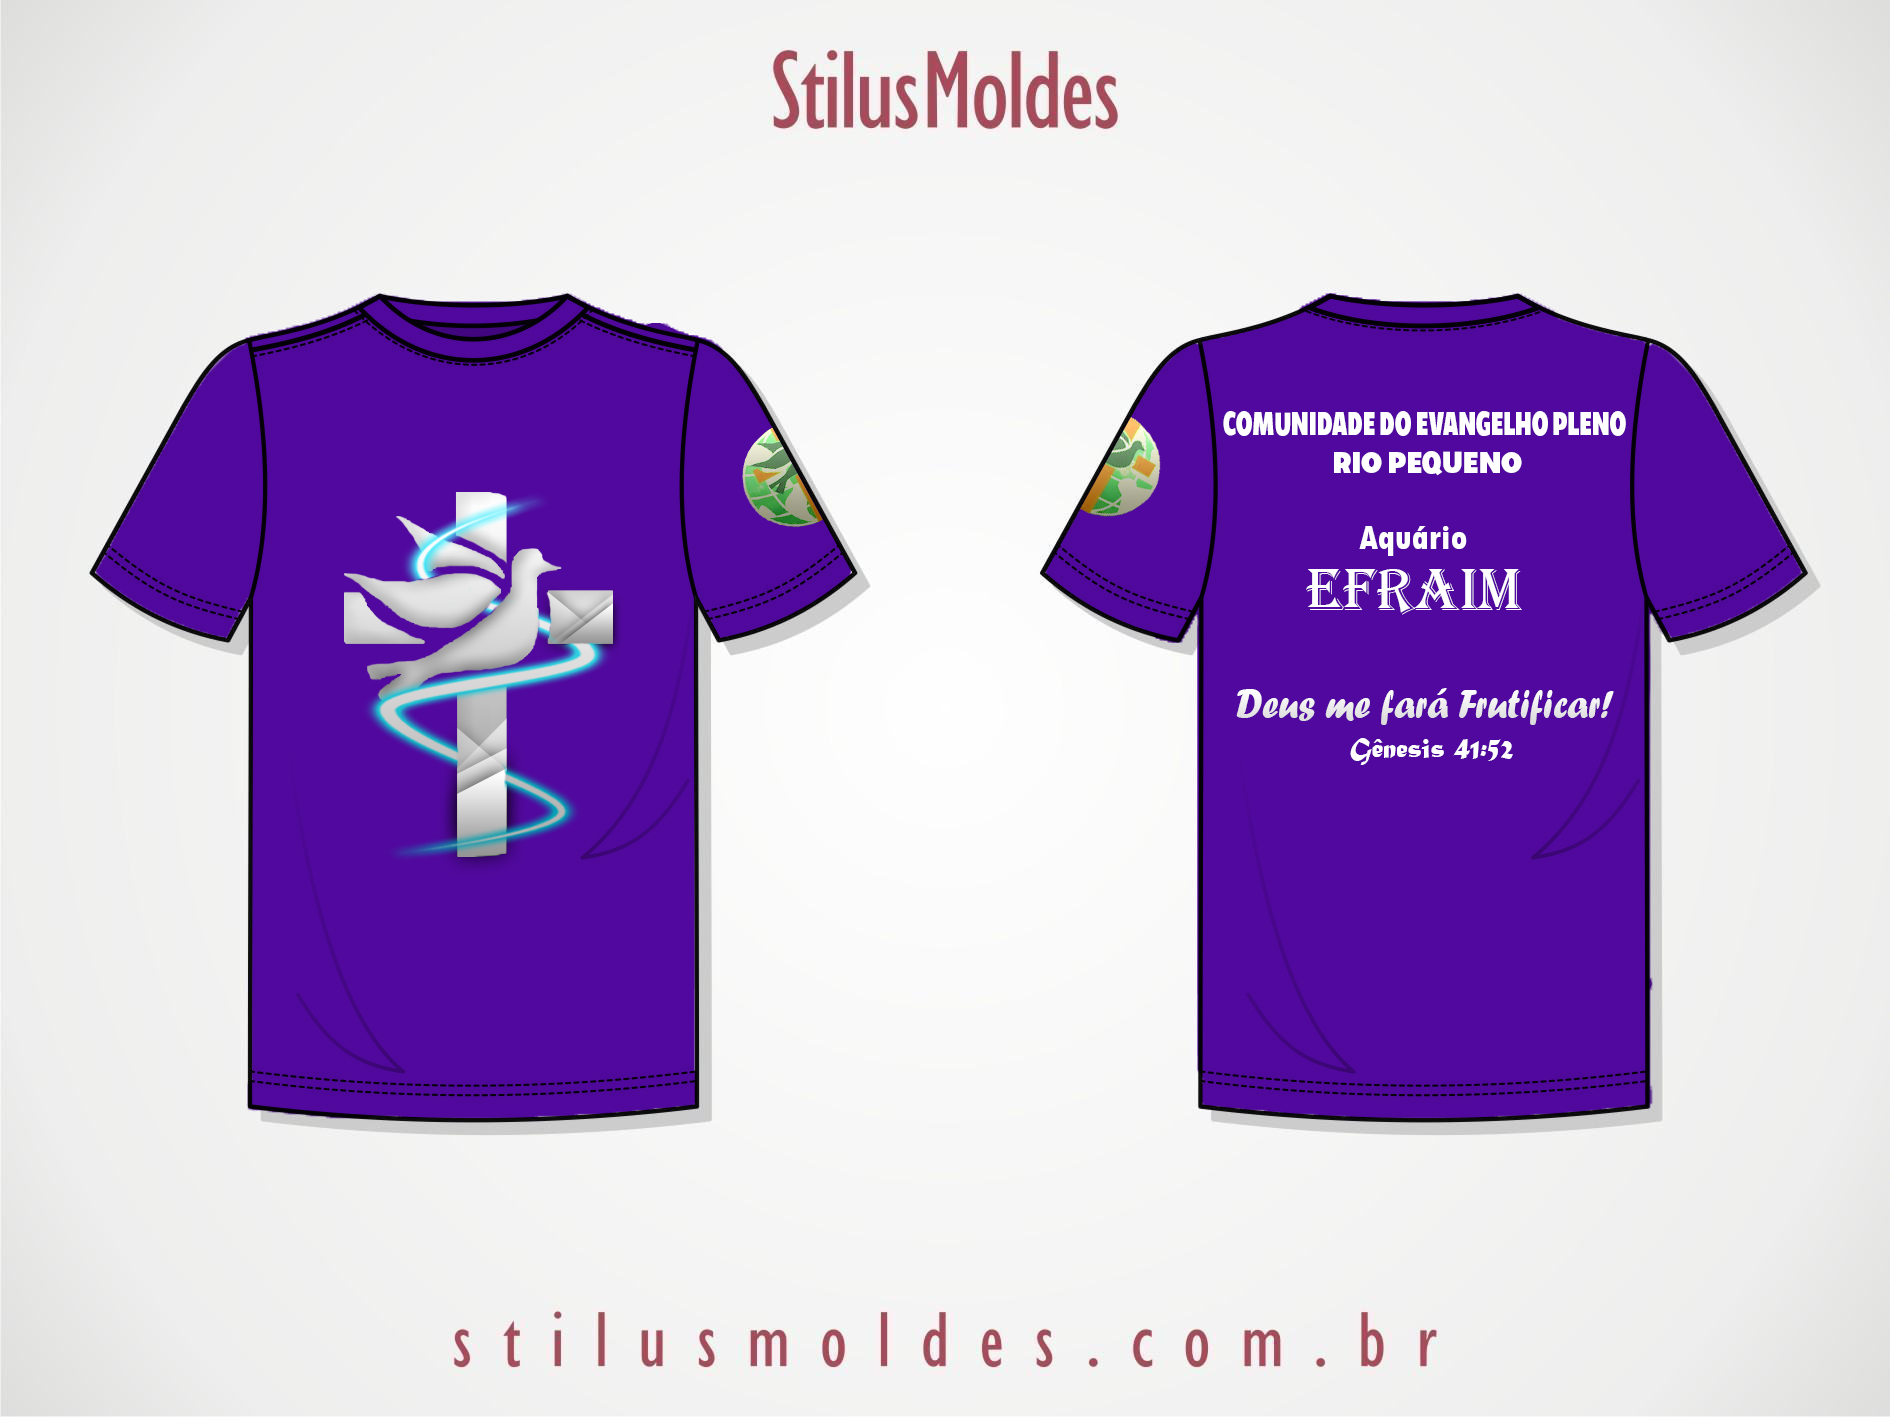 StilusMoldes
COMUNIDADE DO EVANGELHO PLENO
RIO PEQUENO
Aquário
EFRAIM
Deus me fará Frutificar!
Gênesis 41:52
stilusmoldes.com.br